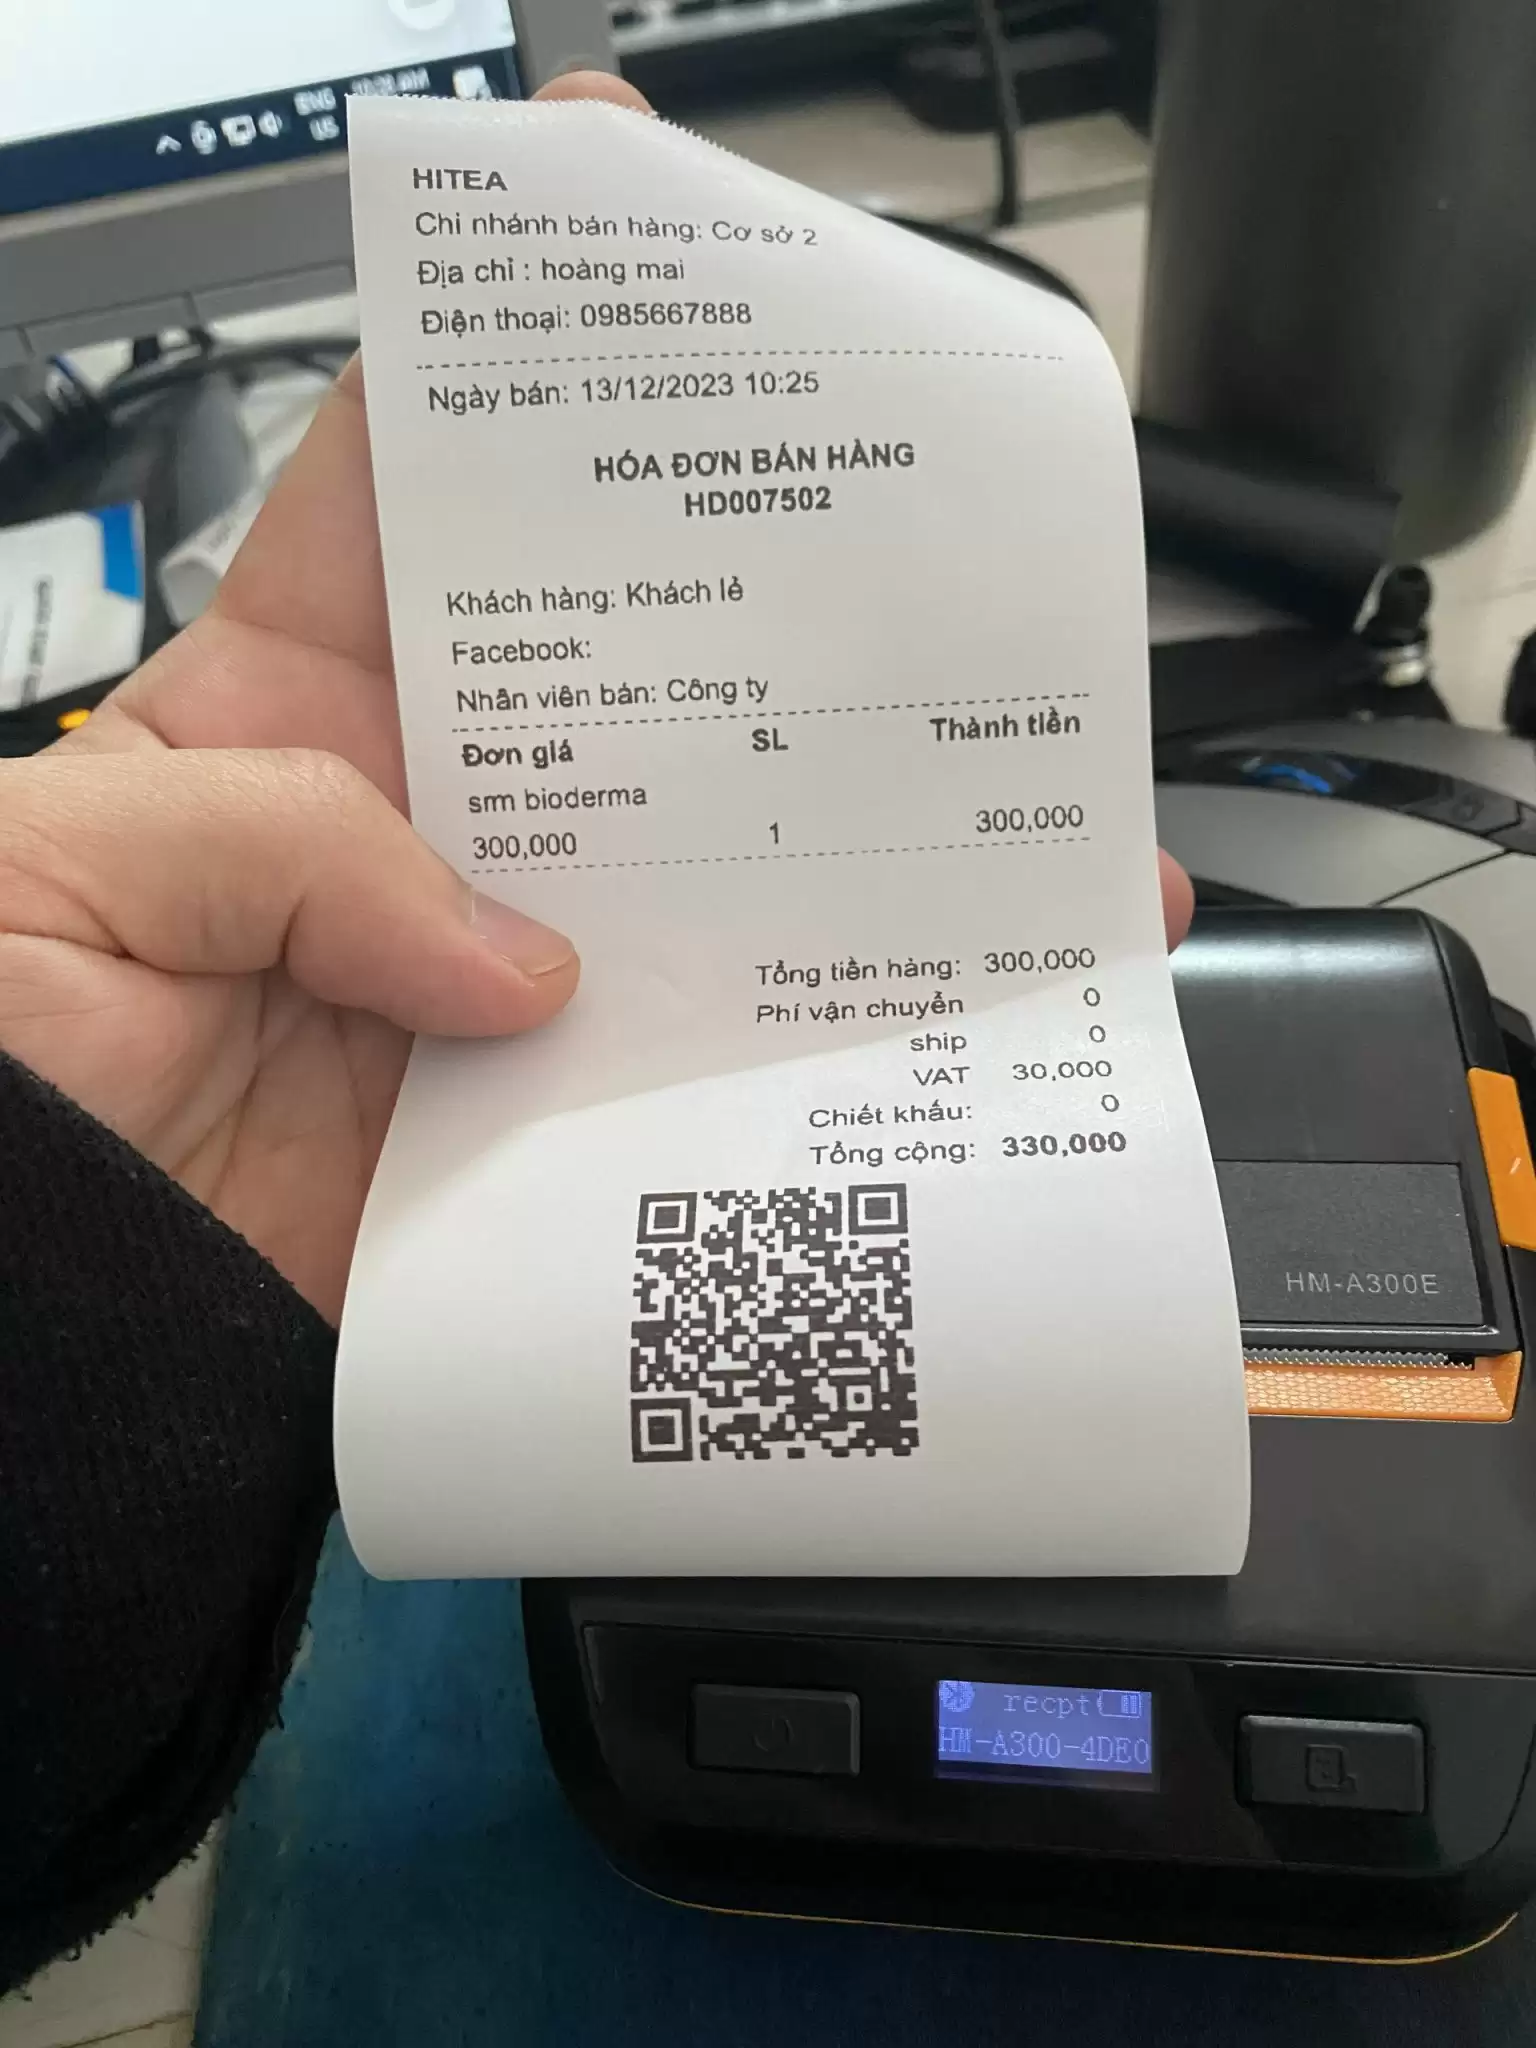 ENG
US
HITEA
Chi nhánh bán hàng: Cơ sở 2
Địa chỉ : hoàng mai
Điện thoại: 0985667888
Ngày bán: 13/12/2023 10:25
HÓA ĐƠN BÁN HÀNG
HD007502
Khách hàng: Khách lẻ
Facebook:
Nhân viên bán: Công ty
Đơn giá SL Thành tiền
srm bioderma
300,000 1 300,000
Tổng tiền hàng: 300,000
Phí vận chuyển 0
ship 0
VAT 30,000
Chiết khấu: 0
Tổng cộng: 330,000
HM-A300E
recpt
HM-A300-4DE0